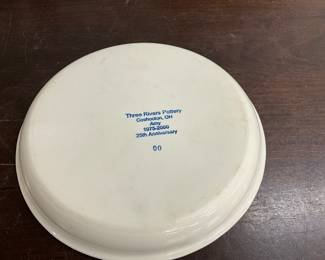 Three Rivers Pottery
Coshocton, OH
Amy
1975-2000
25th Anniversary
00